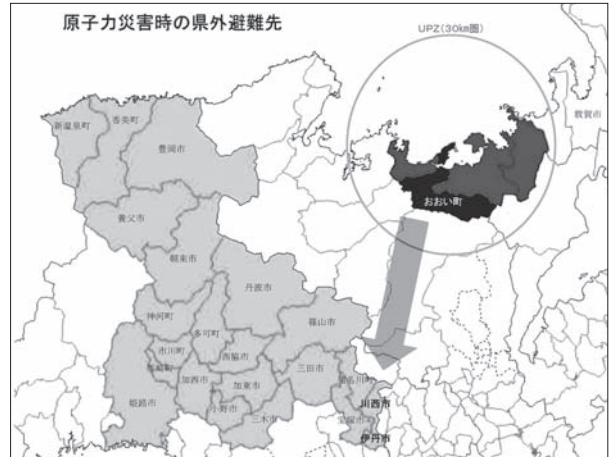 原子力災害時の県外避難先
UPZ(30km圏)
敦賀市
おおい町
新温泉町
香美町
豊岡市
養父市
朝来市
丹波市
神河町
多可町
篠山市
市川町
西脇市
三田市
加西市
加東市
姫路市
小野市
三木市
川西市
宝塚市
伊丹市